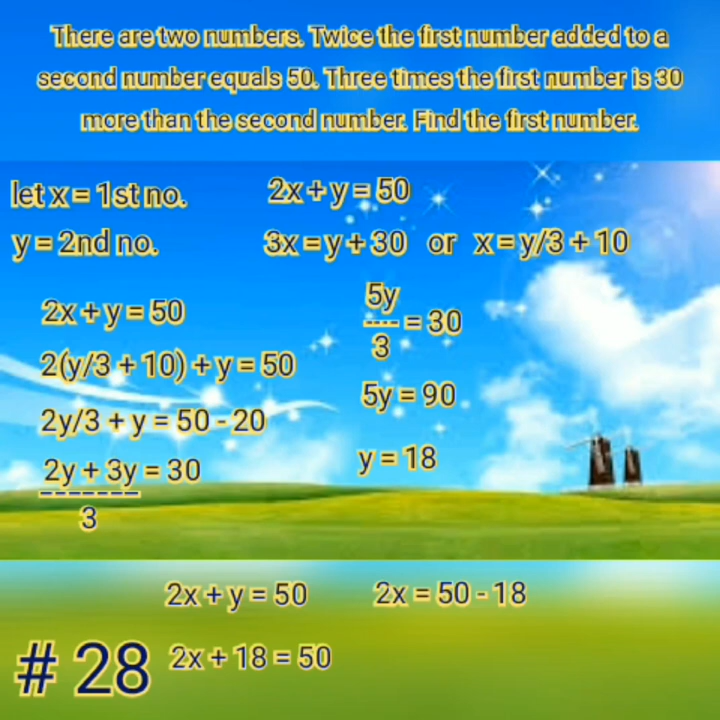 There are two numbers. Twice the first number added to a
second number equals 50. Three times the first number is 30
more than the second number. Find the first number.
let x = 1st no.
y = 2nd no.
2x + y = 50
3x = y + 30 or x = y/3 + 10
2x + y = 50
2(y/3 + 10) + y = 50
2y/3 + y = 50 - 20
2y + 3y = 30
-------
3
5y
---- = 30
3
5y = 90
y = 18
2x + y = 50
2x + 18 = 50
2x = 50 - 18
# 28